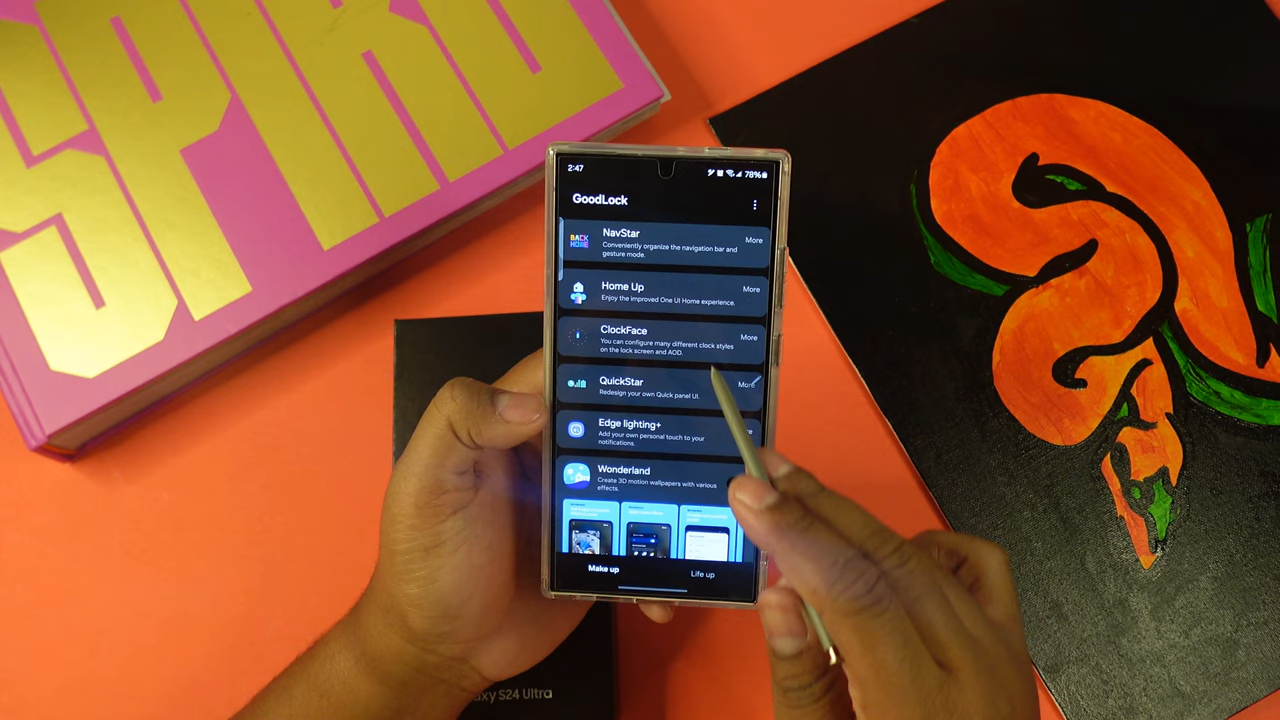 SPIKE
2:47
78%
GoodLock
NavStar
Conveniently organize the navigation bar and
gesture mode.
More
BACK
HOME
Home Up
Enjoy the improved One UI Home experience.
More
ClockFace
You can configure many different clock styles
on the lock screen and AOD.
More
QuickStar
Redesign your own Quick panel UI.
More
Edge lighting+
Add your own personal touch to your
notifications.
Wonderland
Create 3D motion wallpapers with various
effects.
Make up
Life up
S24 Ultra